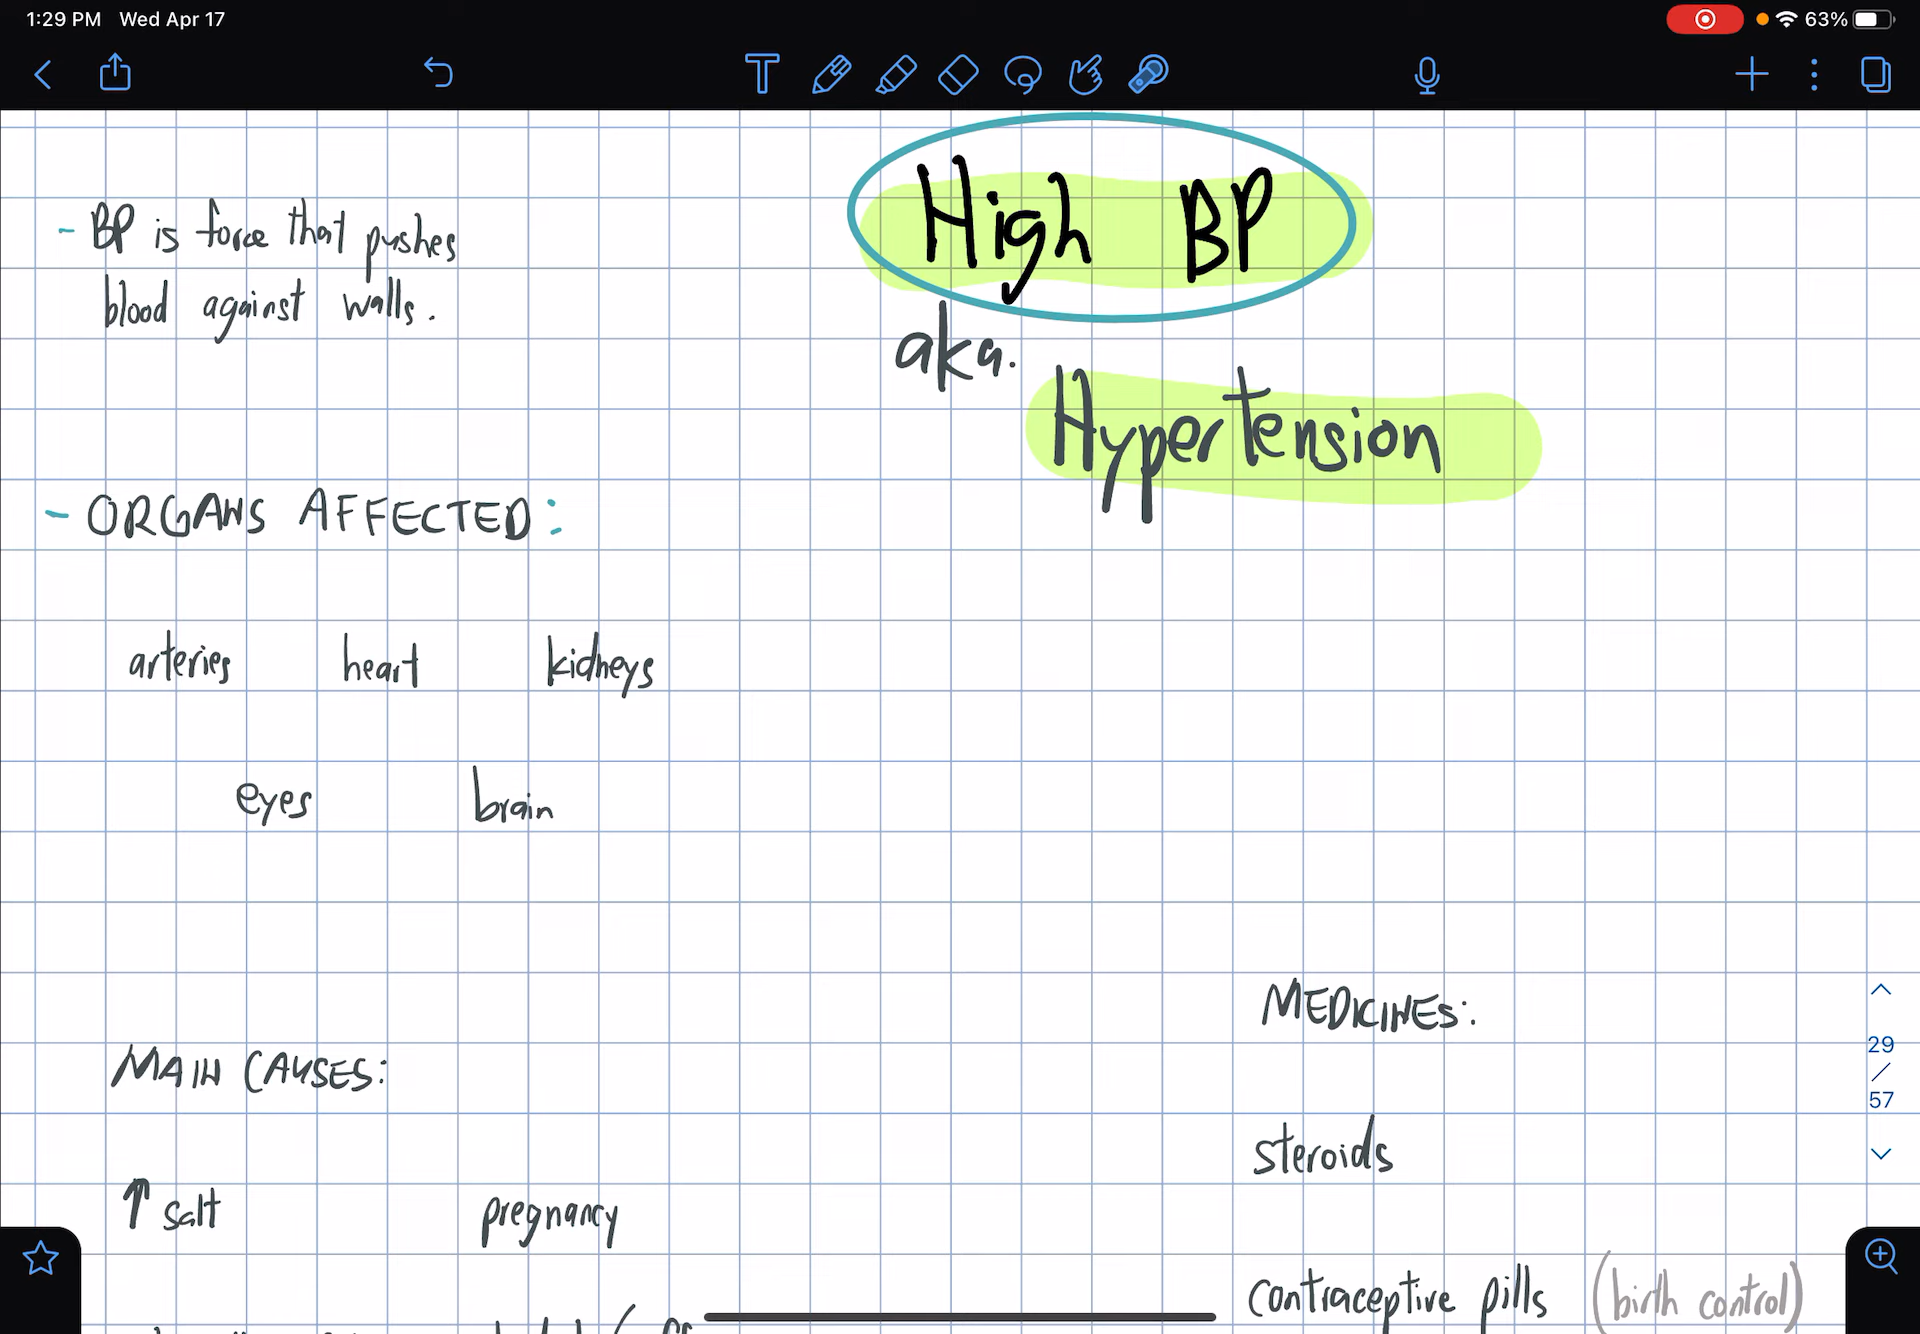 1:29 PM Wed Apr 17
63%
High BP
aka.
Hypertension
- BP is force that pushes
blood against walls.
- ORGANS AFFECTED:
arteries heart kidneys
eyes brain
MAIN CAUSES:
↑ salt pregnancy
MEDICINES:
steroids
contraceptive pills (birth control)
29
/
57